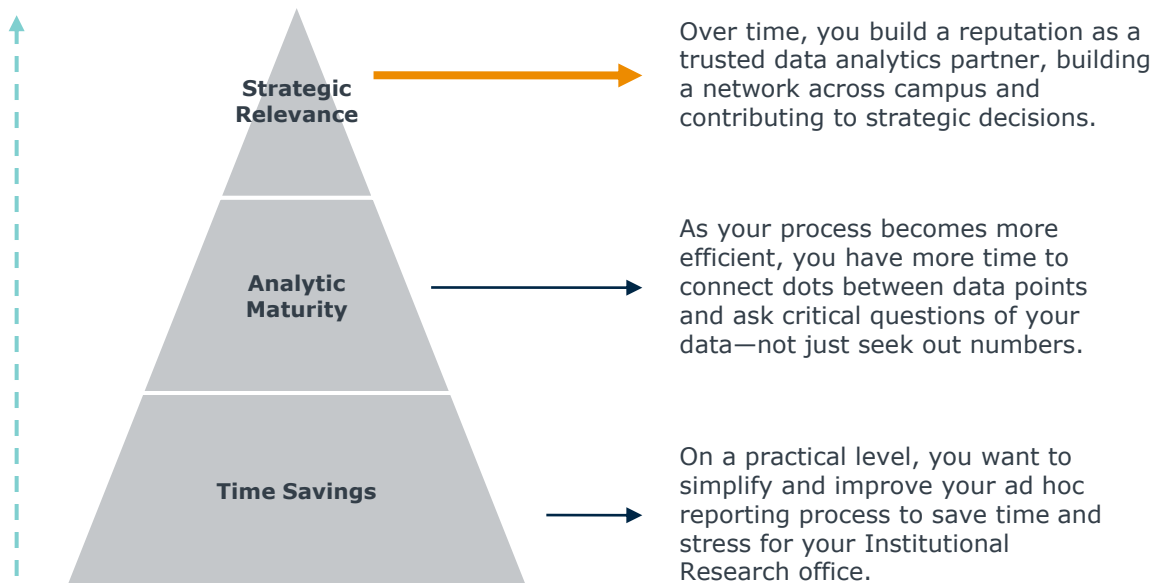 Strategic
Relevance
Over time, you build a reputation as a
trusted data analytics partner, building
a network across campus and
contributing to strategic decisions.
Analytic
Maturity
As your process becomes more
efficient, you have more time to
connect dots between data points
and ask critical questions of your
data—not just seek out numbers.
Time Savings
On a practical level, you want to
simplify and improve your ad hoc
reporting process to save time and
stress for your Institutional
Research office.